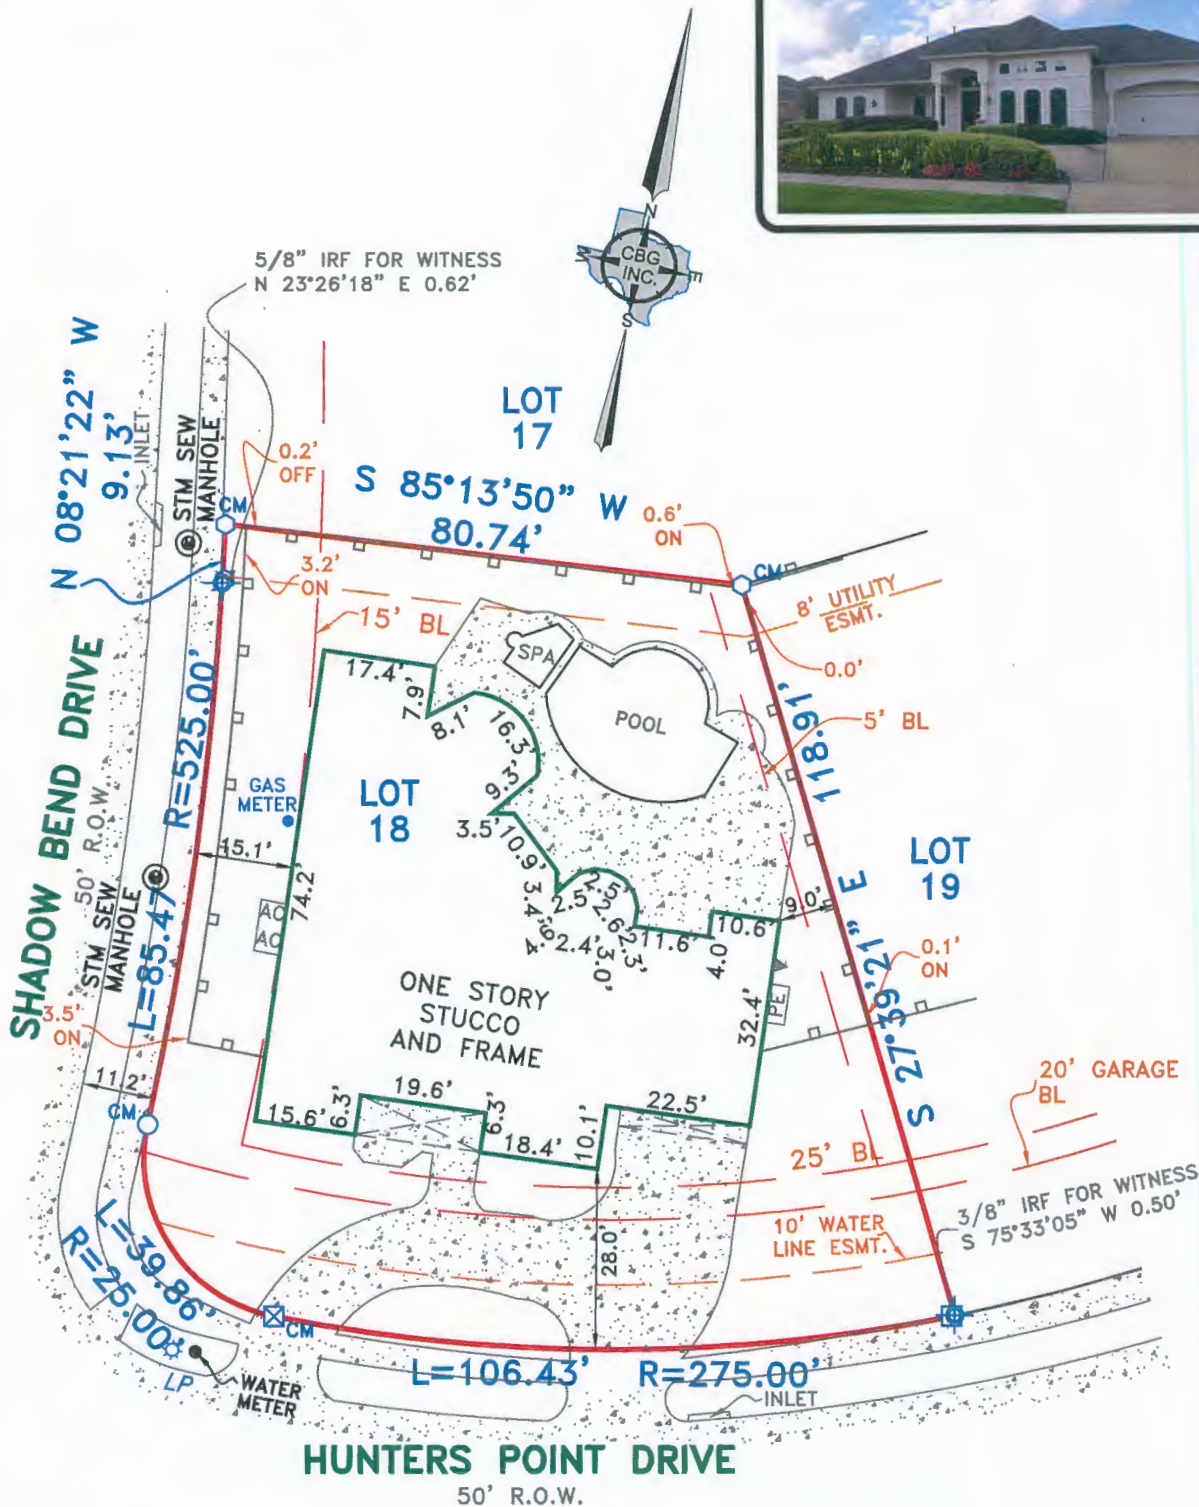 N
CBG
INC.
W
E
S
5/8" IRF FOR WITNESS
N 23°26'18" E 0.62'
N 08°21'22" W
9.13'
INLET
STM SEW
MANHOLE
CM
0.2'
OFF
LOT
17
S 85°13'50" W
80.74'
0.6'
ON
CM
3.2'
ON
15' BL
8' UTILITY
ESMT.
0.0'
SPA
POOL
5' BL
118.91'
S 27°39'21" E
SHADOW BEND DRIVE
50' R.O.W.
R=525.00'
L=85.47'
STM SEW
MANHOLE
GAS
METER
LOT
18
LOT
19
17.4'
7.9'
8.1'
16.3'
9.3'
3.5'
10.9'
3.4'
2.5'
2.5'
2.6'
2.3'
2.4'
3.0'
11.6'
4.0'
10.6'
9.0'
15.1'
74.2'
AC
AC
0.1'
ON
PE
32.4'
ONE STORY
STUCCO
AND FRAME
3.5'
ON
11.2'
CM
15.6'
6.3'
19.6'
6.3'
18.4'
10.1'
22.5'
20' GARAGE
BL
25' BL
3/8" IRF FOR WITNESS
S 75°33'05" W 0.50'
10' WATER
LINE ESMT.
28.0'
L=39.86'
R=25.00'
CM
LP
WATER
METER
L=106.43' R=275.00'
INLET
HUNTERS POINT DRIVE
50' R.O.W.